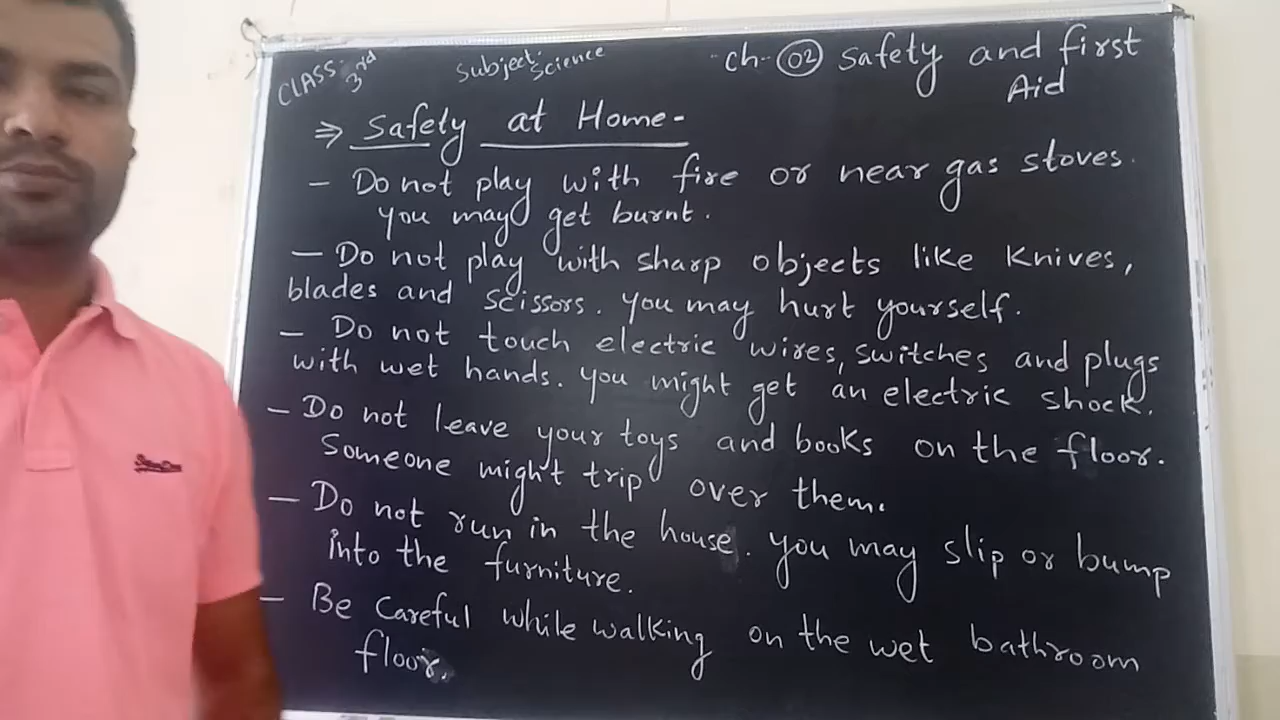 CLASS: 3rd
Subject: Science
Ch- 02 Safety and first
Aid
⇒ Safety at Home-
- Do not play with fire or near gas stoves.
you may get burnt.
- Do not play with sharp objects like Knives,
blades and scissors. you may hurt yourself.
- Do not touch electric wires, switches and plugs
with wet hands. you might get an electric shock.
- Do not leave your toys and books on the floor.
Someone might trip over them.
- Do not run in the house. you may slip or bump
into the furniture.
- Be careful while walking on the wet bathroom
floor.